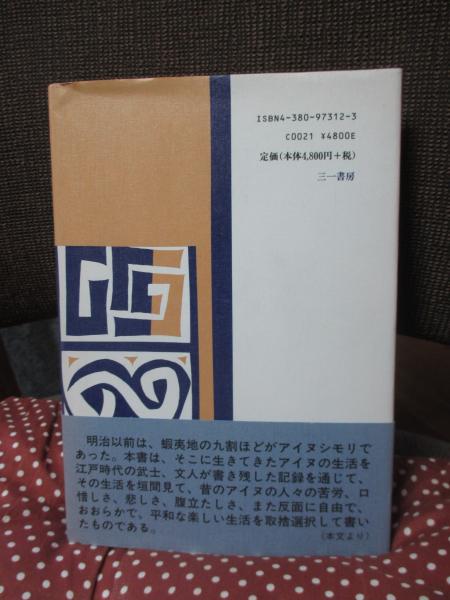 ISBN4-380-97312-3
C0021 ¥4800E
定価(本体4,800円+税)
三一書房
明治以前は、蝦夷地の九割ほどがアイヌシモリで
あった。本書は、そこに生きてきたアイヌの生活を
江戸時代の武士、文人が書き残した記録を通じて、
その生活を垣間見て、昔のアイヌの人々の苦労、口
惜しさ、悲しさ、腹立たしさ、また反面に自由で、
おおらかで、平和な楽しい生活を取捨選択して書い
たものである。
(本文より)